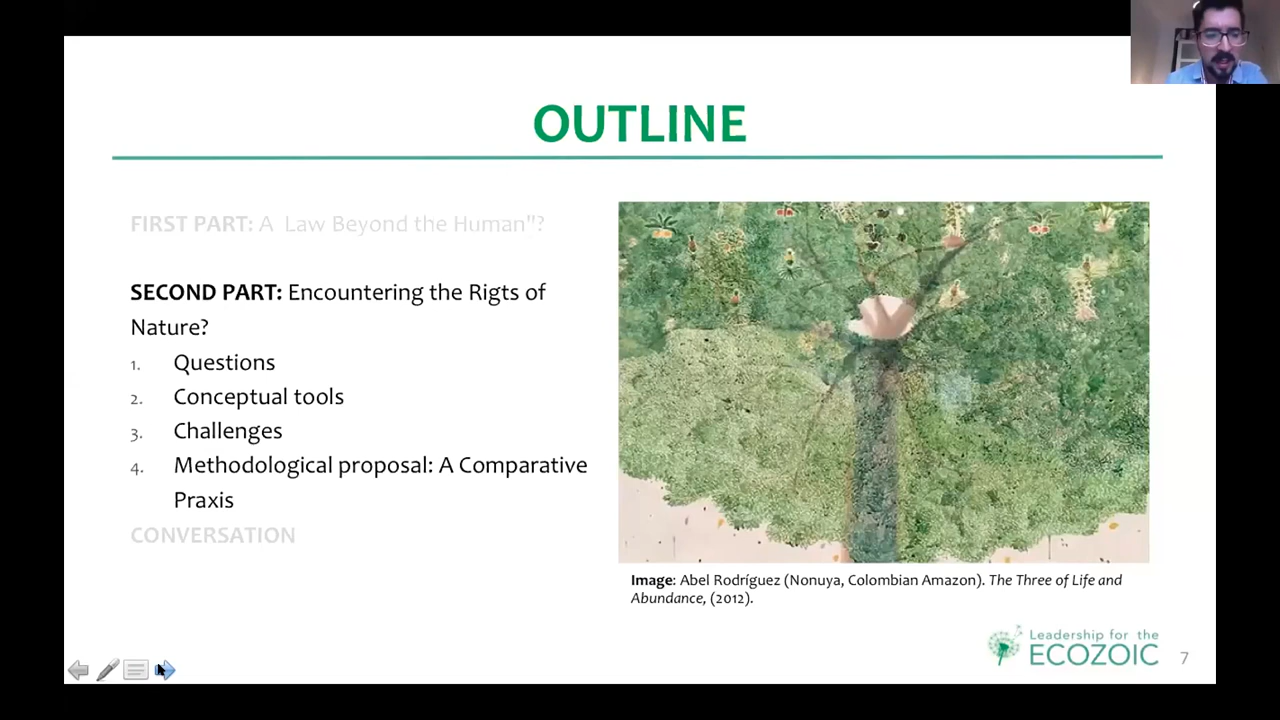 OUTLINE
FIRST PART: A  Law Beyond the Human"?
SECOND PART: Encountering the Rigts of
Nature?
1. Questions
2. Conceptual tools
3. Challenges
4. Methodological proposal: A Comparative
Praxis
CONVERSATION
Image: Abel Rodríguez (Nonuya, Colombian Amazon). The Three of Life and
Abundance, (2012).
Leadership for the
ECOZOIC
7